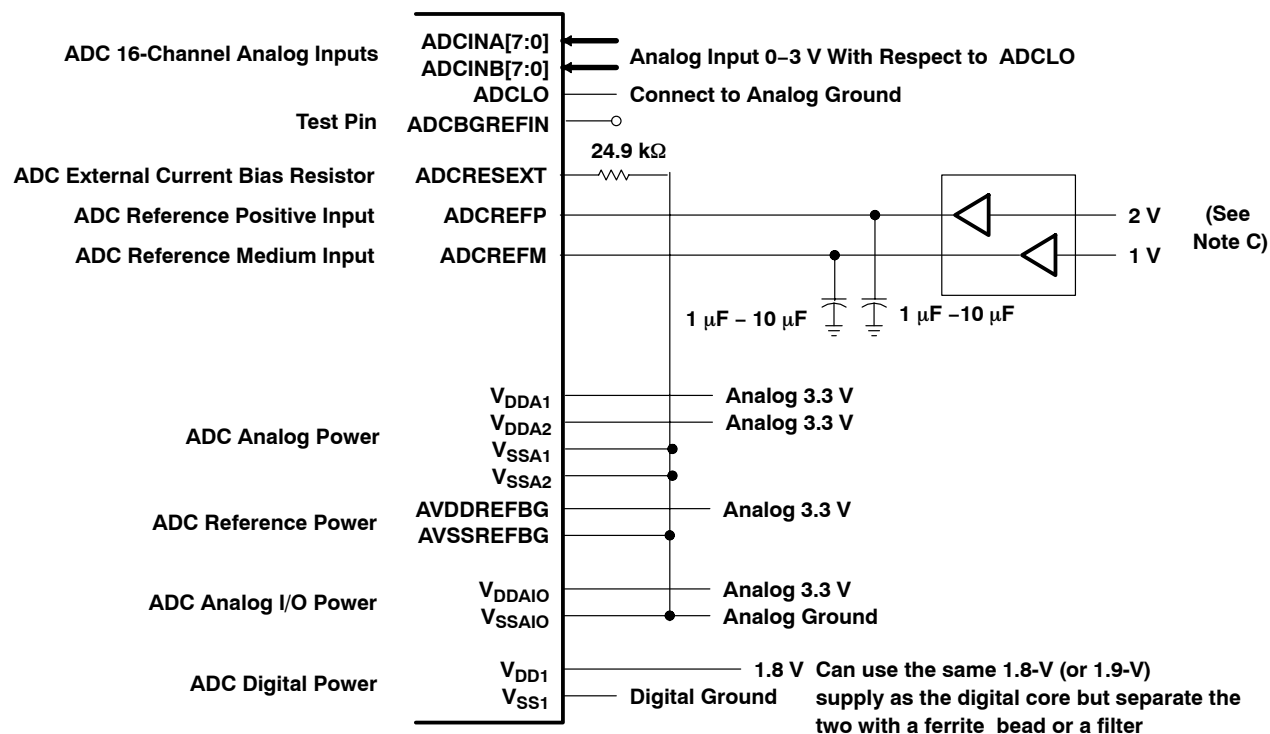 ADC 16-Channel Analog Inputs
ADCINA[7:0]
ADCINB[7:0]
Analog Input 0–3 V With Respect to ADCLO
ADCLO
Connect to Analog Ground
Test Pin
ADCBGREFIN
24.9 kΩ
ADC External Current Bias Resistor
ADCRESEXT
ADC Reference Positive Input
ADCREFP
2 V
(See
Note C)
ADC Reference Medium Input
ADCREFM
1 V
1 μF – 10 μF
1 μF –10 μF
ADC Analog Power
VDDA1
Analog 3.3 V
VDDA2
Analog 3.3 V
VSSA1
VSSA2
ADC Reference Power
AVDDREFBG
Analog 3.3 V
AVSSREFBG
ADC Analog I/O Power
VDDAIO
Analog 3.3 V
VSSAIO
Analog Ground
ADC Digital Power
VDD1
1.8 V
Can use the same 1.8-V (or 1.9-V)
supply as the digital core but separate the
two with a ferrite bead or a filter
VSS1
Digital Ground